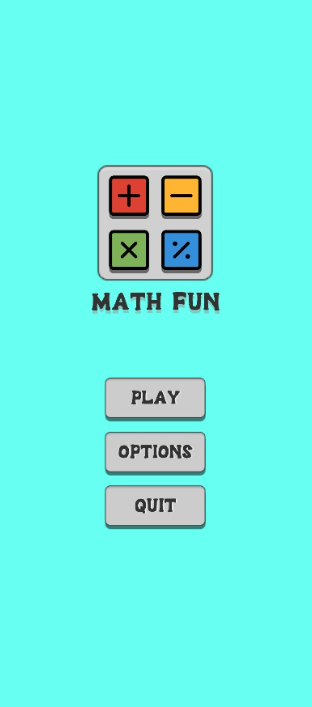 + −
× ٪
MATH FUN
PLAY
OPTIONS
QUIT